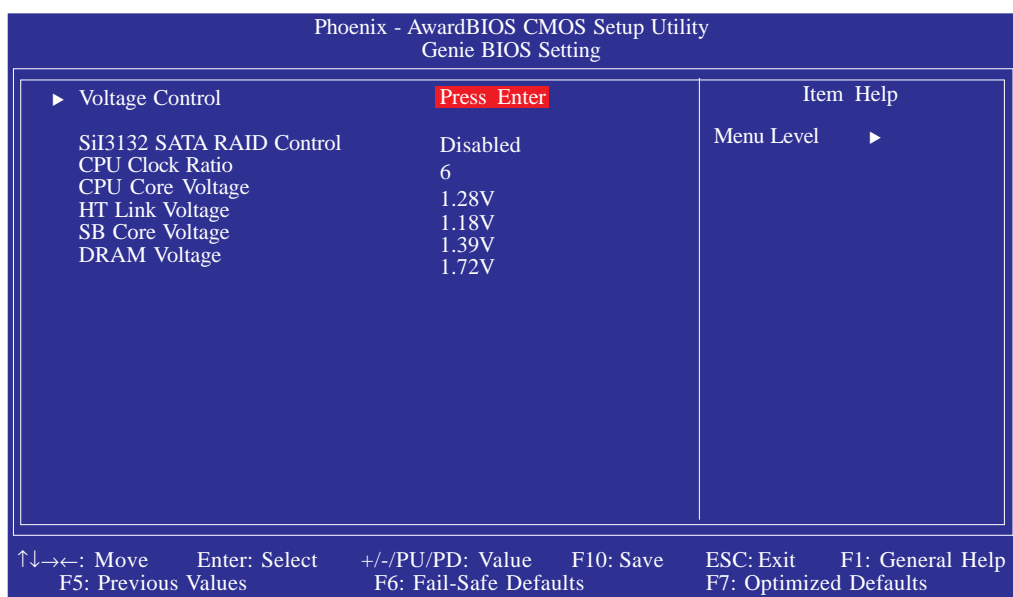 Phoenix - AwardBIOS CMOS Setup Utility
Genie BIOS Setting
▶ Voltage Control Press Enter
SiI3132 SATA RAID Control Disabled
CPU Clock Ratio 6
CPU Core Voltage 1.28V
HT Link Voltage 1.18V
SB Core Voltage 1.39V
DRAM Voltage 1.72V
Item Help
Menu Level ▶
↑↓→←: Move Enter: Select +/-/PU/PD: Value F10: Save ESC: Exit F1: General Help
F5: Previous Values F6: Fail-Safe Defaults F7: Optimized Defaults